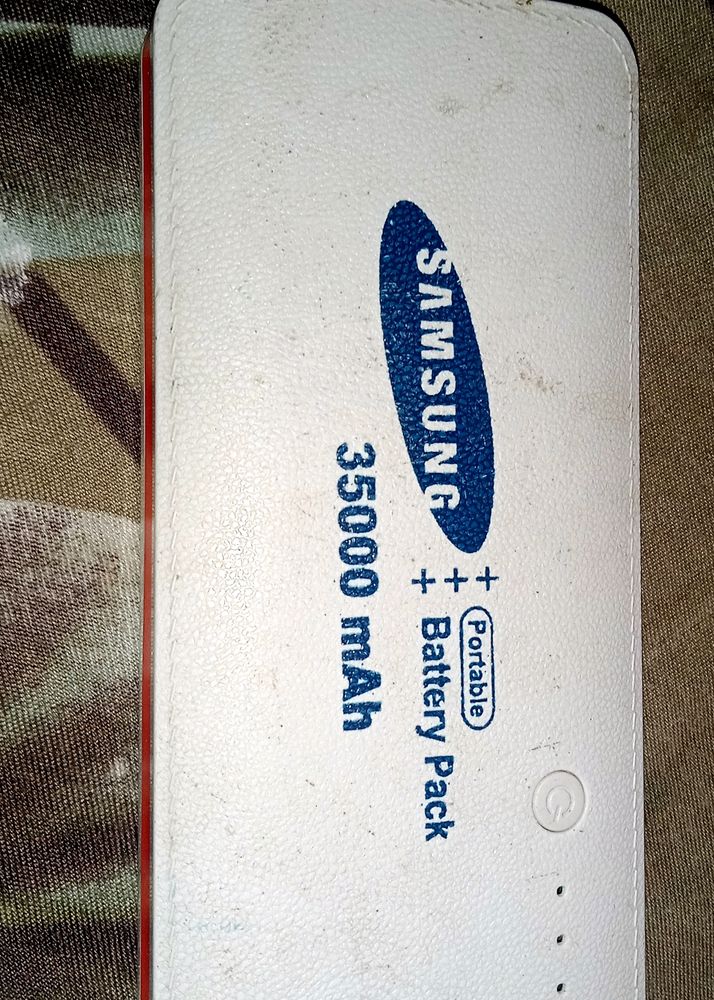 SAMSUNG
+
+
+
Portable
Battery Pack
35000 mAh